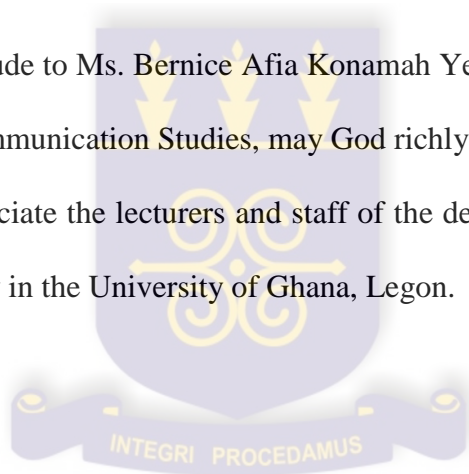 ude to Ms. Bernice Afia Konamah Ye
mmunication Studies, may God richly
ciate the lecturers and staff of the de
in the University of Ghana, Legon.
INTEGRI PROCEDAMUS